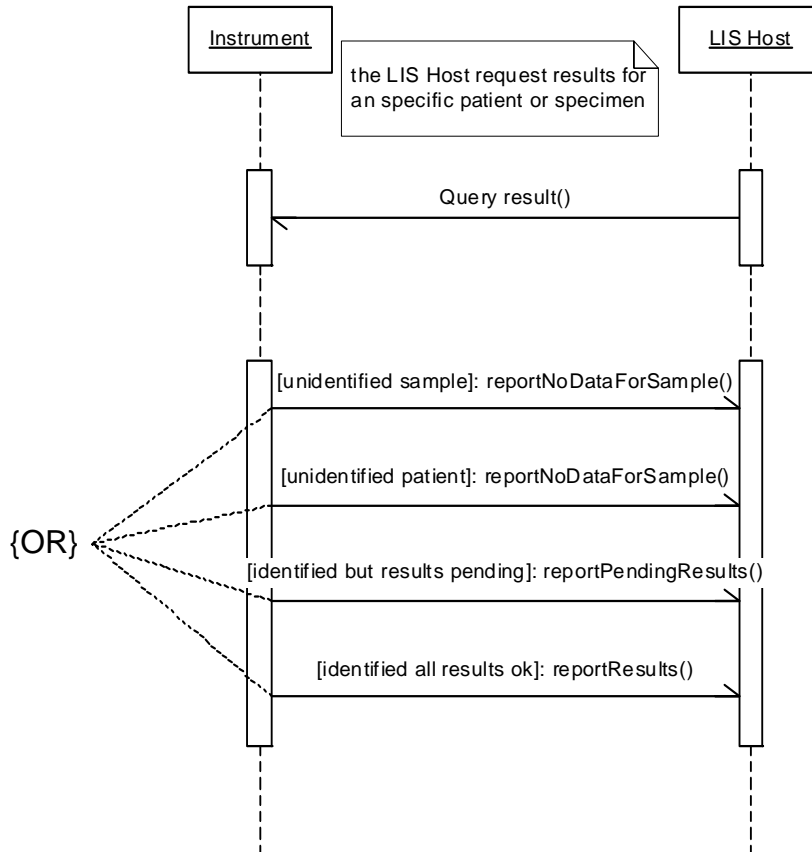 Instrument
LIS Host
the LIS Host request results for
an specific patient or specimen
Query result()
[unidentified sample]: reportNoDataForSample()
[unidentified patient]: reportNoDataForSample()
{OR}
[identified but results pending]: reportPendingResults()
[identified all results ok]: reportResults()